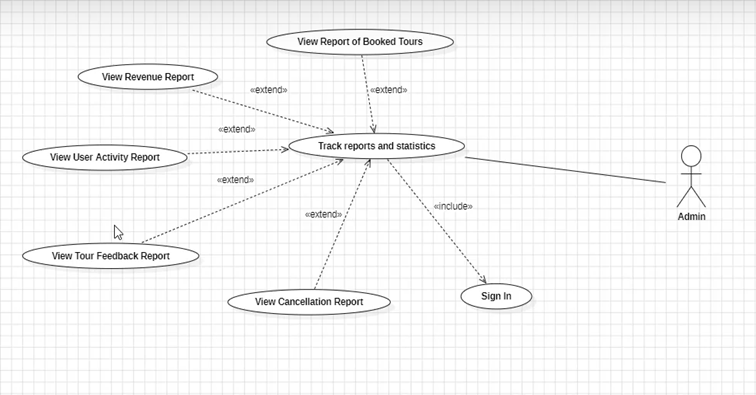 View Report of Booked Tours
View Revenue Report
«extend»
«extend»
«extend»
Track reports and statistics
View User Activity Report
«extend»
Admin
«extend»
«include»
View Tour Feedback Report
View Cancellation Report
Sign In